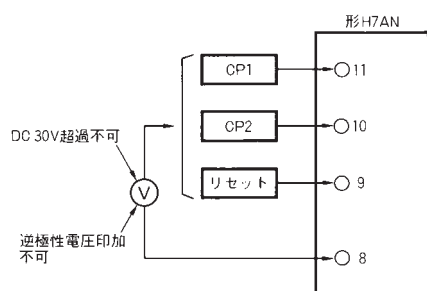 形H7AN
CP1
11
CP2
10
DC 30V超過不可
リセット
9
V
逆極性電圧印加
不可
8